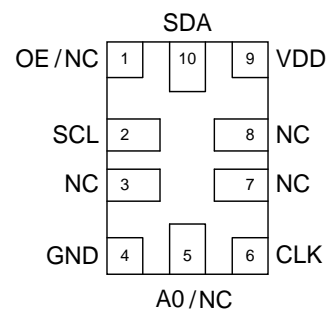 SDA
OE/NC 1 10 9 VDD
SCL 2 8 NC
NC 3 7 NC
GND 4 5 6 CLK
A0/NC